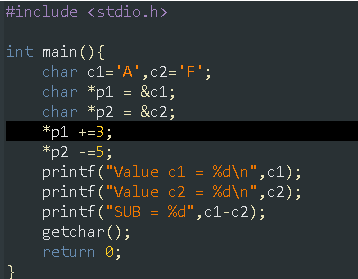 #include <stdio.h>
int main(){
char c1='A',c2='F';
char *p1 = &c1;
char *p2 = &c2;
*p1 +=3;
*p2 -=5;
printf("Value c1 = %d\n",c1);
printf("Value c2 = %d\n",c2);
printf("SUB = %d",c1-c2);
getchar();
return 0;
}